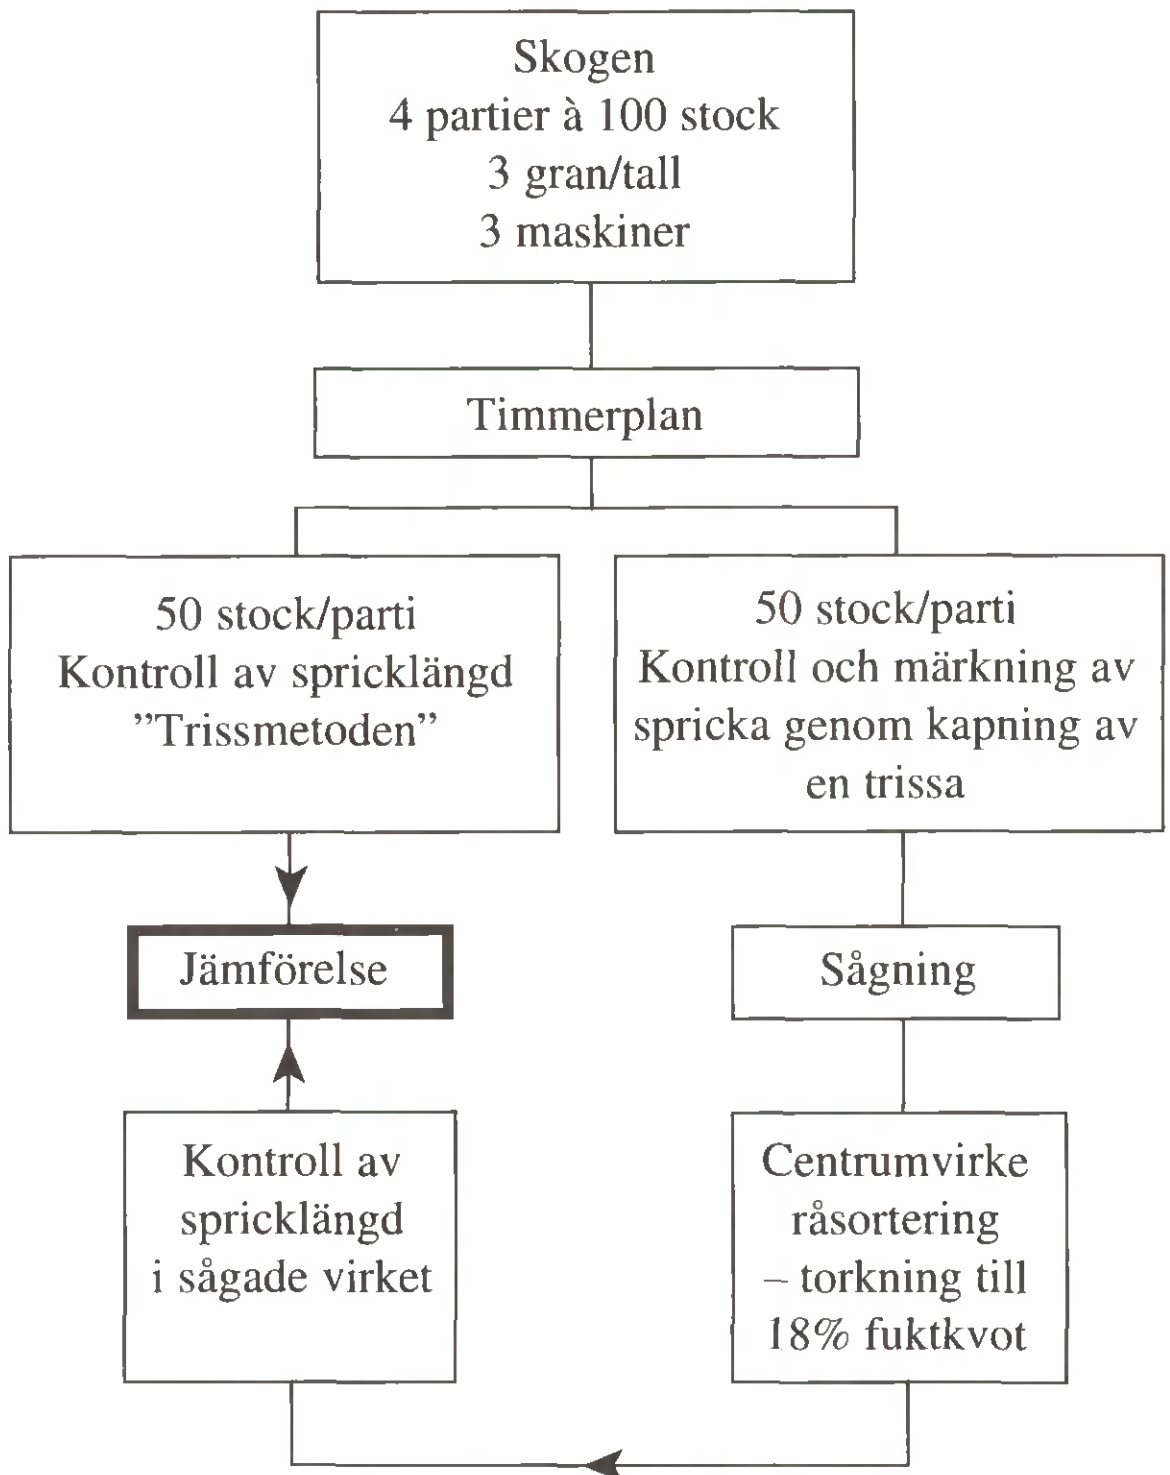 Skogen
4 partier à 100 stock
3 gran/tall
3 maskiner
Timmerplan
50 stock/parti
Kontroll av spricklängd
”Trissmetoden”
50 stock/parti
Kontroll och märkning av
spricka genom kapning av
en trissa
Jämförelse
Sågning
Kontroll av
spricklängd
i sågade virket
Centrumvirke
råsortering
– torkning till
18% fuktkvot